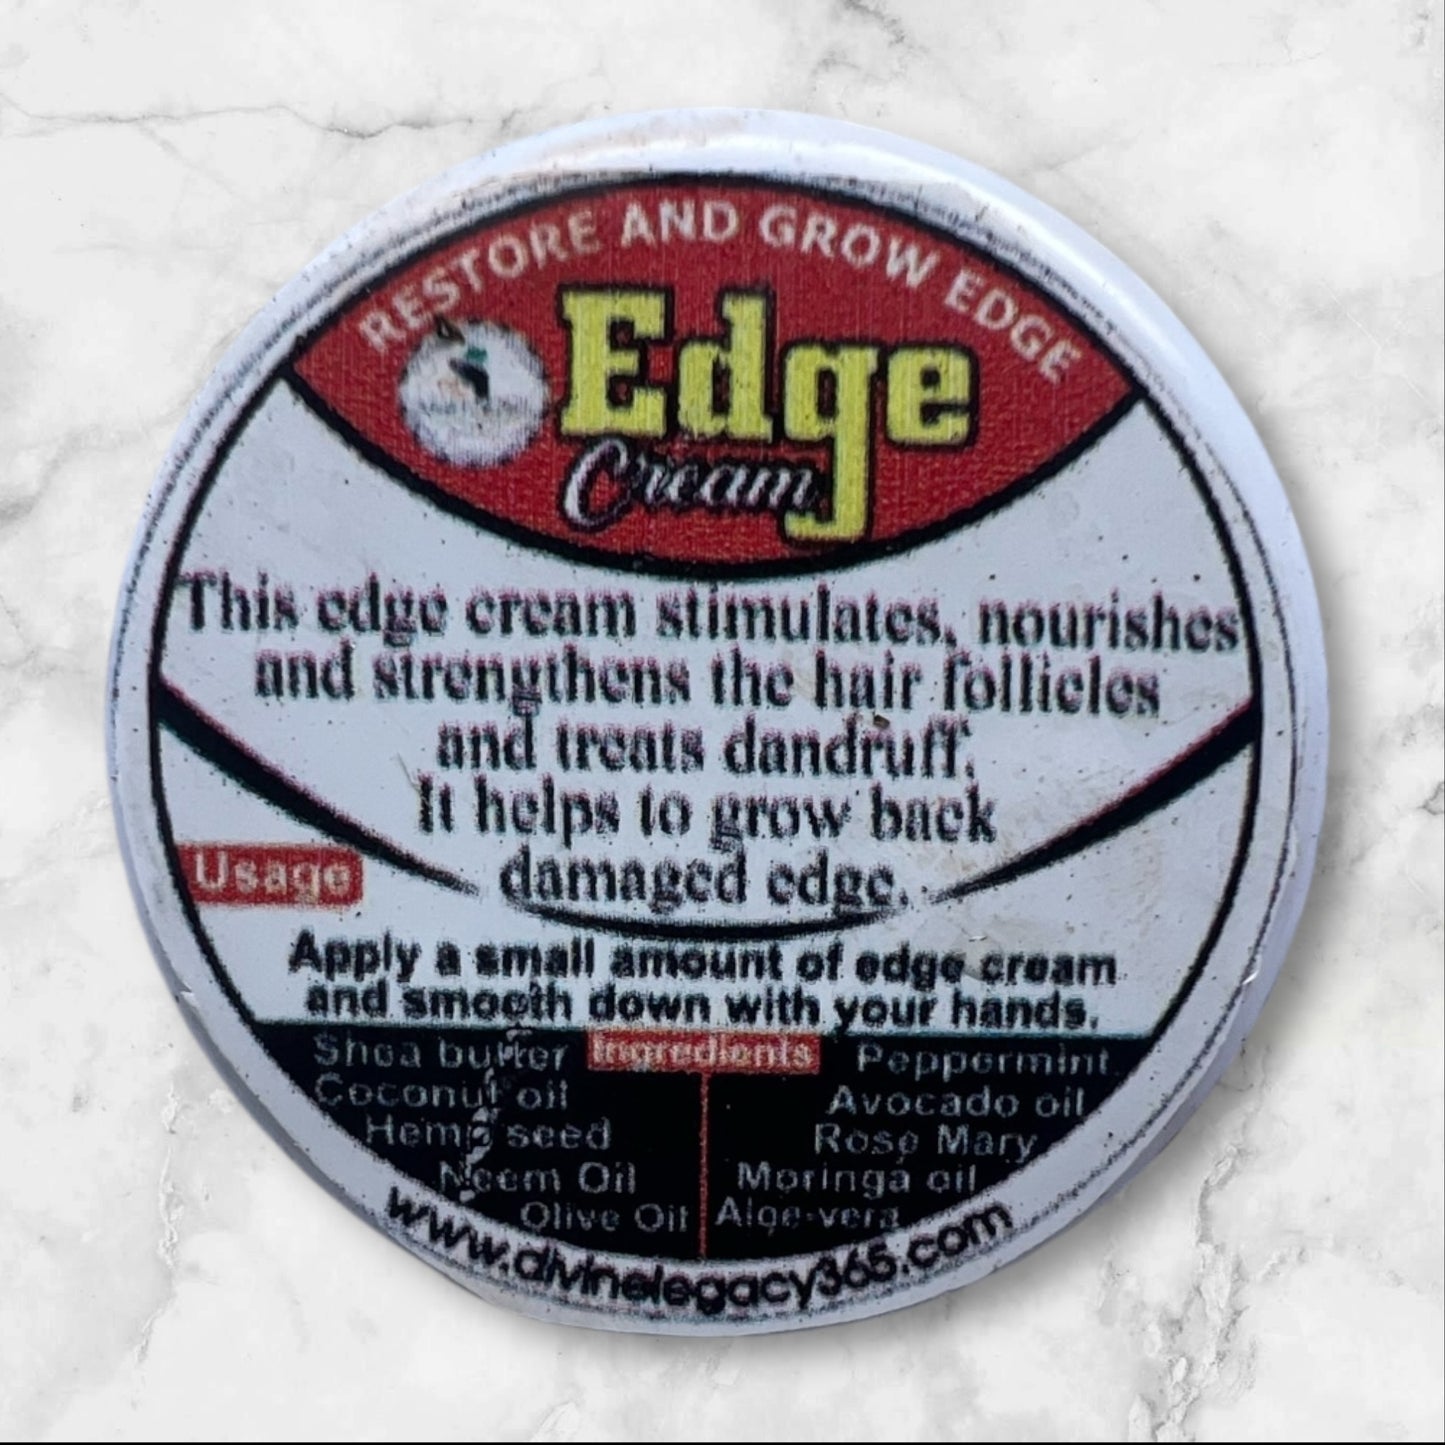 RESTORE AND GROW EDGE
Edge
Cream
This edge cream stimulates, nourishes
and strengthens the hair follicles
and treats dandruff.
It helps to grow back
damaged edge.
Usage
Apply a small amount of edge cream
and smooth down with your hands.
Ingredients
Shea butter
Coconut oil
Hemp seed
Neem Oil
Olive Oil
Peppermint
Avocado oil
Rose Mary
Moringa oil
Aloe-vera
www.divinelegacy365.com